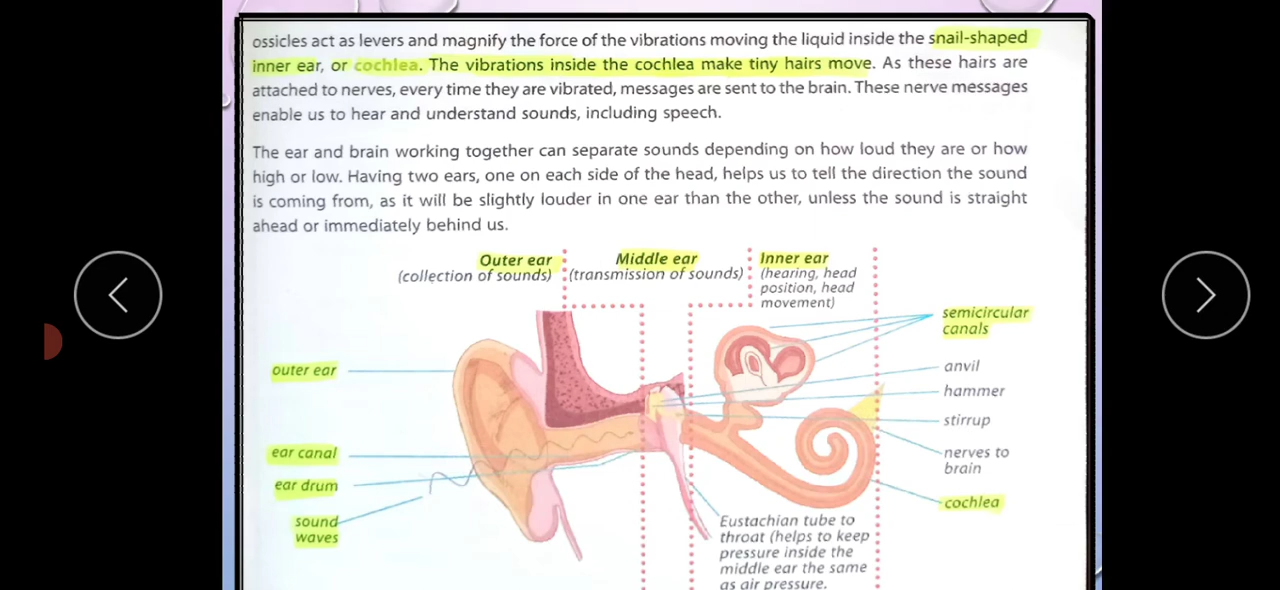 ossicles act as levers and magnify the force of the vibrations moving the liquid inside the snail-shaped
inner ear, or cochlea. The vibrations inside the cochlea make tiny hairs move. As these hairs are
attached to nerves, every time they are vibrated, messages are sent to the brain. These nerve messages
enable us to hear and understand sounds, including speech.
The ear and brain working together can separate sounds depending on how loud they are or how
high or low. Having two ears, one on each side of the head, helps us to tell the direction the sound
is coming from, as it will be slightly louder in one ear than the other, unless the sound is straight
ahead or immediately behind us.
Outer ear
(collection of sounds)
Middle ear
(transmission of sounds)
Inner ear
(hearing, head
position, head
movement)
outer ear
ear canal
ear drum
sound
waves
semicircular
canals
anvil
hammer
stirrup
nerves to
brain
cochlea
Eustachian tube to
throat (helps to keep
pressure inside the
middle ear the same
as air pressure.